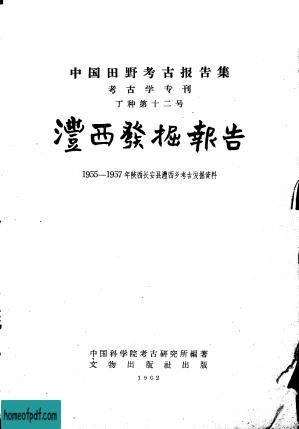 中国田野考古报告集
考古学专刊
丁种第十二号
灃西發掘報告
1955—1957年陕西长安县灃西乡考古发掘资料
中国科学院考古研究所編著
文物出版社出版
1962
homeofpdf.com